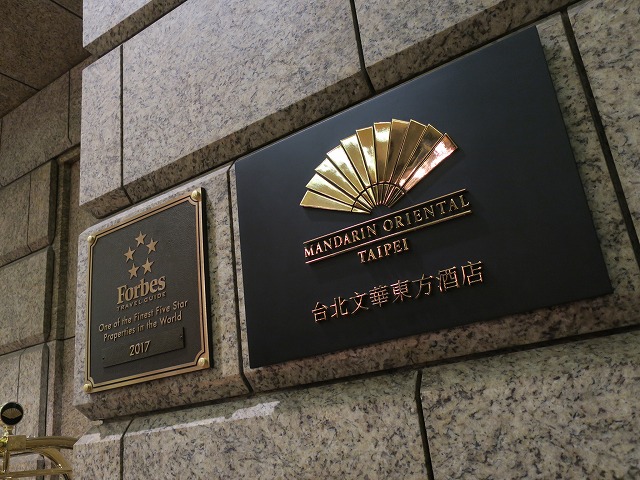 Forbes
TRAVEL GUIDE
One of the Finest Five Star
Properties in the World
2017
MANDARIN ORIENTAL
TAIPEI
台北文華東方酒店